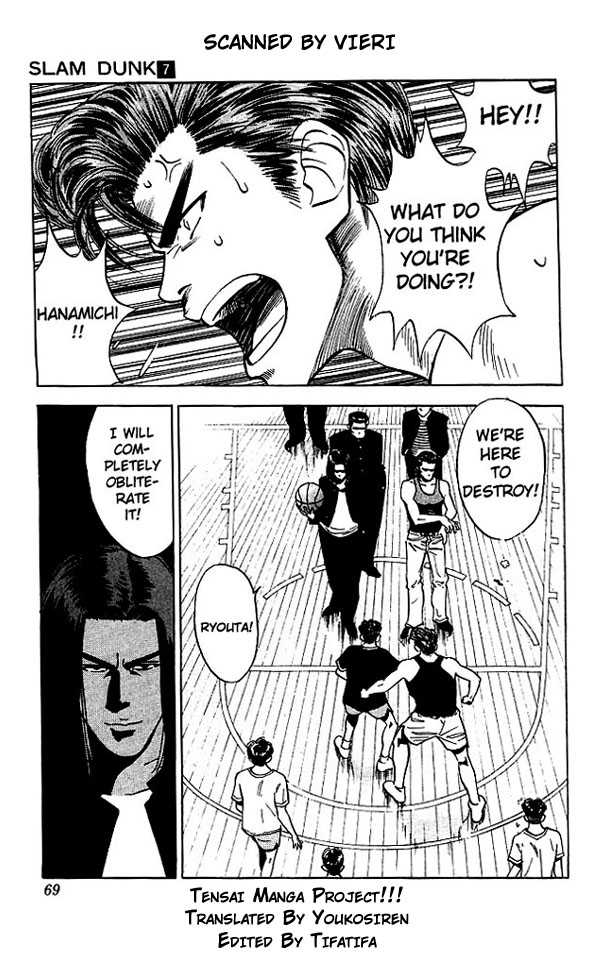 SCANNED BY VIERI
SLAM DUNK 7
HEY!!
WHAT DO
YOU THINK
YOU'RE
DOING?!
HANAMICHI
!!
WE'RE
HERE
TO
DESTROY!
RYOUTA!
I WILL
COM-
PLETELY
OBLITE-
RATE
IT!
69
TENSAI MANGA PROJECT!!!
TRANSLATED BY YOUKOSIREN
EDITED BY TIFATIFA